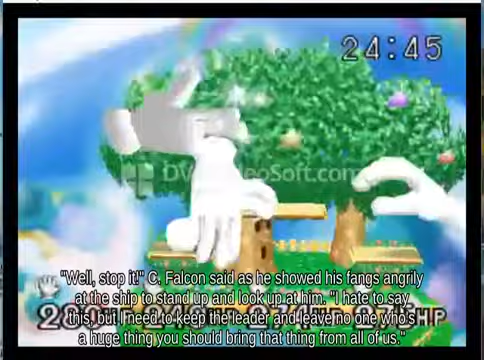 24:45
DVDVideoSoft.com
"Well, stop it!" C. Falcon said as he showed his fangs angrily
at the ship to stand up and look up at him. "I hate to say
this, but I need to keep the leader and leave no one who's
a huge thing you should bring that thing from all of us."
HP